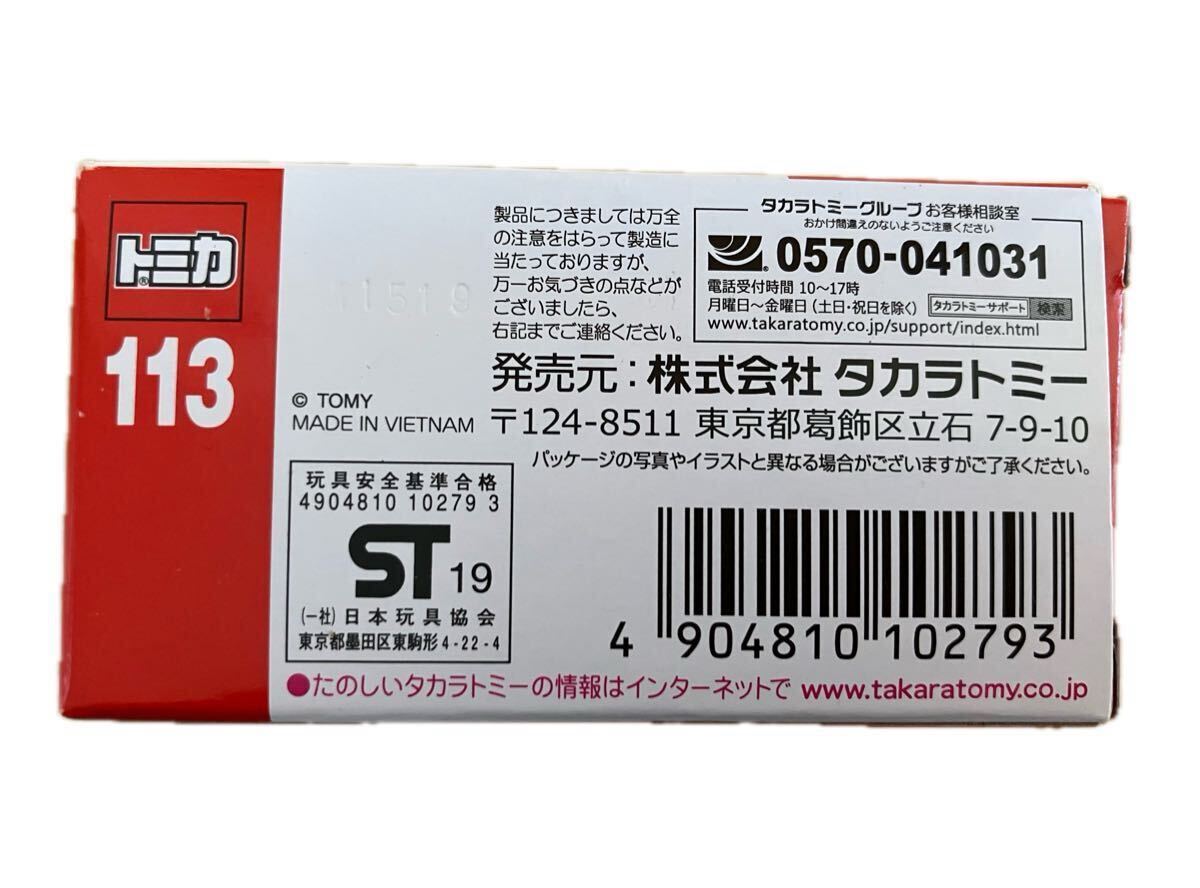 トミカ®
113
製品につきましては万全
の注意をはらって製造に
当たっておりますが、
万一お気づきの点などが
ございましたら、
右記までご連絡ください。
タカラトミーグループ お客様相談室
おかけ間違えのないようご注意ください
0570-041031
電話受付時間 10〜17時
月曜日〜金曜日 (土日・祝日を除く) タカラトミーサポート 検索
www.takaratomy.co.jp/support/index.html
11519
© TOMY
MADE IN VIETNAM
発売元:株式会社 タカラトミー
〒124-8511 東京都葛飾区立石 7-9-10
パッケージの写真やイラストと異なる場合がございますがご了承ください。
玩具安全基準合格
4904810 10279 3
ST 19
(一社)日本玩具協会
東京都墨田区東駒形4-22-4
4 904810 102793
●たのしいタカラトミーの情報はインターネットで www.takaratomy.co.jp